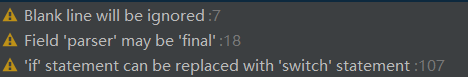 Blank line will be ignored :7
Field 'parser' may be 'final' :18
'if' statement can be replaced with 'switch' statement :107